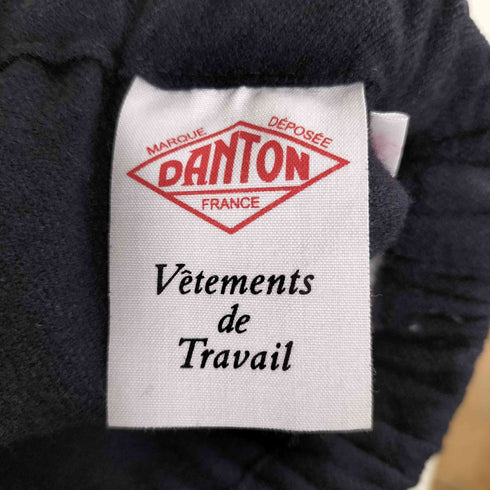 MARQUE DÉPOSÉE
DANTON
FRANCE
Vêtements
de
Travail